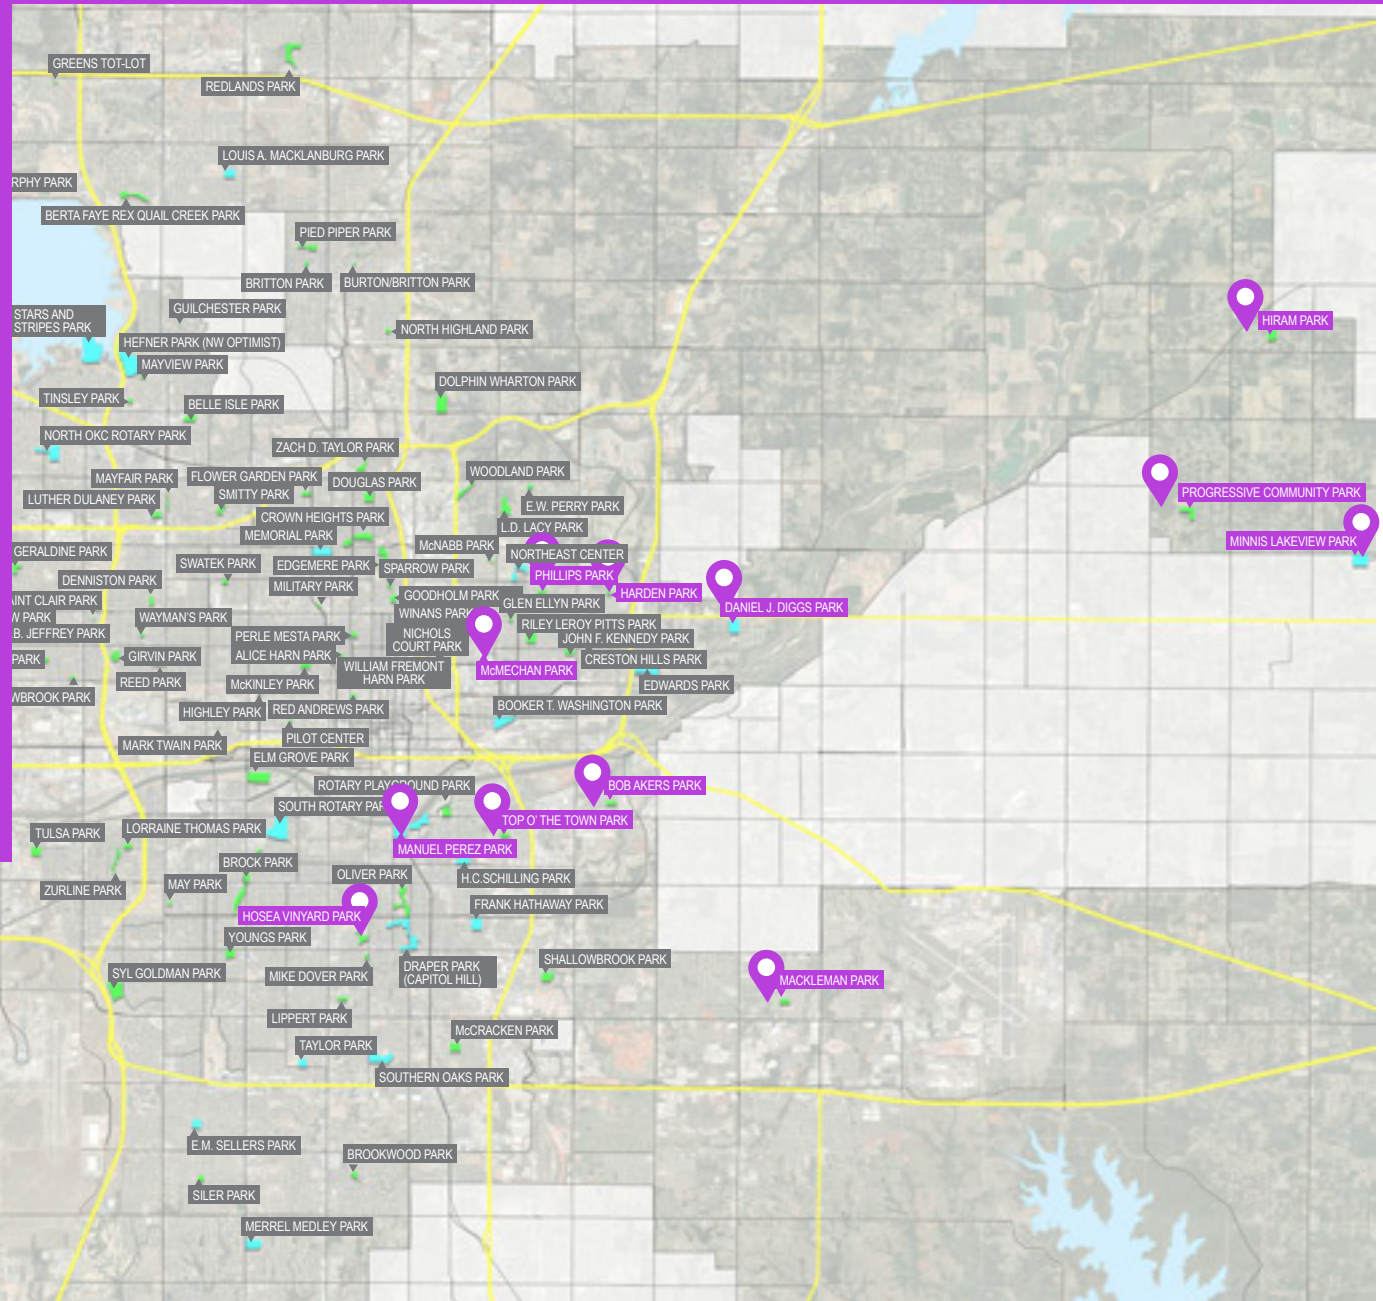 GREENS TOT-LOT
REDLANDS PARK
LOUIS A. MACKLANBURG PARK
RPHY PARK
BERTA FAYE REX QUAIL CREEK PARK
PIED PIPER PARK
BRITTON PARK
BURTON/BRITTON PARK
GUILCHESTER PARK
STARS AND
STRIPES PARK
HIRAM PARK
NORTH HIGHLAND PARK
HEFNER PARK (NW OPTIMIST)
MAYVIEW PARK
DOLPHIN WHARTON PARK
TINSLEY PARK
BELLE ISLE PARK
NORTH OKC ROTARY PARK
ZACH D. TAYLOR PARK
WOODLAND PARK
MAYFAIR PARK
FLOWER GARDEN PARK
DOUGLAS PARK
PROGRESSIVE COMMUNITY PARK
LUTHER DULANEY PARK
SMITTY PARK
E.W. PERRY PARK
CROWN HEIGHTS PARK
L.D. LACY PARK
MEMORIAL PARK
MINNIS LAKEVIEW PARK
McNABB PARK
GERALDINE PARK
NORTHEAST CENTER
SWATEK PARK
EDGEMERE PARK
SPARROW PARK
PHILLIPS PARK
DENNISTON PARK
MILITARY PARK
HARDEN PARK
GOODHOLM PARK
AINT CLAIR PARK
GLEN ELLYN PARK
DANIEL J. DIGGS PARK
WINANS PARK
W PARK
WAYMAN'S PARK
RILEY LEROY PITTS PARK
B. JEFFREY PARK
PERLE MESTA PARK
NICHOLS
COURT PARK
JOHN F. KENNEDY PARK
ALICE HARN PARK
GIRVIN PARK
PARK
CRESTON HILLS PARK
WILLIAM FREMONT
HARN PARK
McMECHAN PARK
REED PARK
McKINLEY PARK
EDWARDS PARK
WBROOK PARK
BOOKER T. WASHINGTON PARK
HIGHLEY PARK
RED ANDREWS PARK
PILOT CENTER
MARK TWAIN PARK
ELM GROVE PARK
ROTARY PLAYGROUND PARK
BOB AKERS PARK
SOUTH ROTARY PAR
TOP O' THE TOWN PARK
TULSA PARK
LORRAINE THOMAS PARK
MANUEL PEREZ PARK
BROCK PARK
OLIVER PARK
H.C.SCHILLING PARK
MAY PARK
ZURLINE PARK
FRANK HATHAWAY PARK
HOSEA VINYARD PARK
YOUNGS PARK
SHALLOWBROOK PARK
SYL GOLDMAN PARK
MIKE DOVER PARK
DRAPER PARK
(CAPITOL HILL)
MACKLEMAN PARK
LIPPERT PARK
McCRACKEN PARK
TAYLOR PARK
SOUTHERN OAKS PARK
E.M. SELLERS PARK
BROOKWOOD PARK
SILER PARK
MERREL MEDLEY PARK